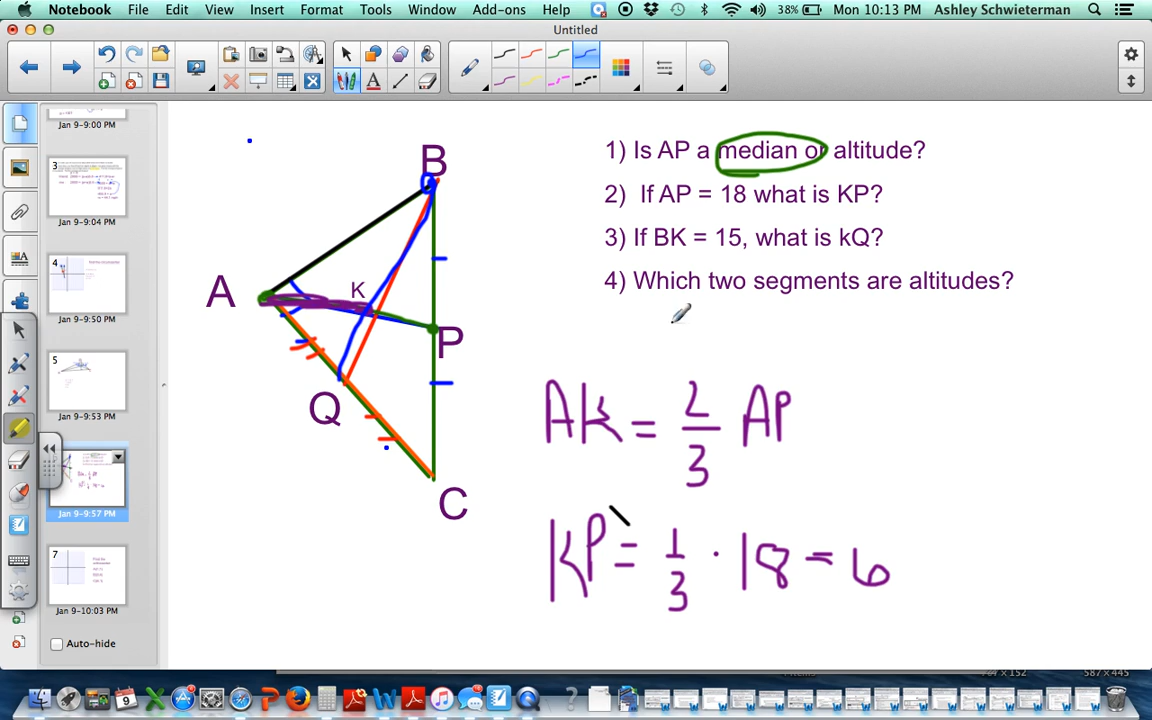 Notebook File Edit View Insert Format Tools Window Add-ons Help 38% Mon 10:13 PM Ashley Schwieterman
Untitled
Jan 9-9:00 PM
3
Jan 9-9:04 PM
4
Jan 9-9:50 PM
5
Jan 9-9:53 PM
Jan 9-9:57 PM
7
Jan 9-10:03 PM
Auto-hide
B
A
K
P
Q
C
1) Is AP a median or altitude?
2) If AP = 18 what is KP?
3) If BK = 15, what is kQ?
4) Which two segments are altitudes?
AK = 2/3 AP
KP = 1/3 · 18 = 6